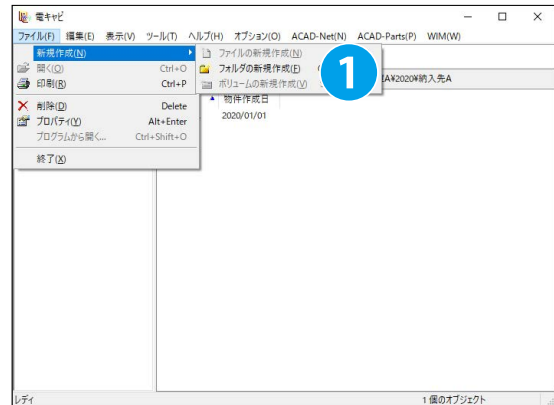 電キャビ
ファイル(F) 編集(E) 表示(V) ツール(T) ヘルプ(H) オプション(O) ACAD-Net(N) ACAD-Parts(P) WIM(W)
新規作成(N)
ファイルの新規作成(N)
開く(O) Ctrl+O
フォルダの新規作成(F)
1
A¥2020¥納入先A
印刷(R) Ctrl+P
ボリュームの新規作成(V)
物件作成日
削除(D) Delete
2020/01/01
プロパティ(Y) Alt+Enter
プログラムから開く... Ctrl+Shift+O
終了(X)
レディ
1 個のオブジェクト